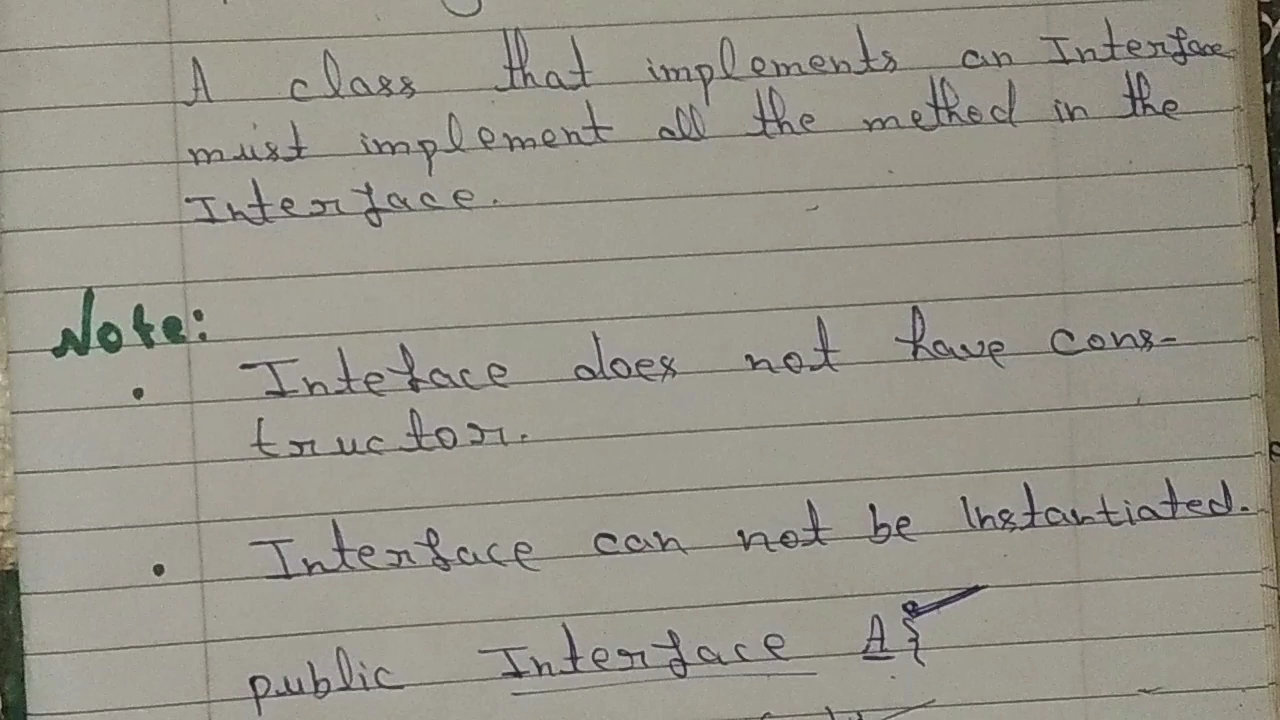 A class that implements an Interface
must implement all the method in the
Interface.
Note:
• Inteface does not have cons-
tructor.
• Interface can not be Instantiated.
public Interface A{